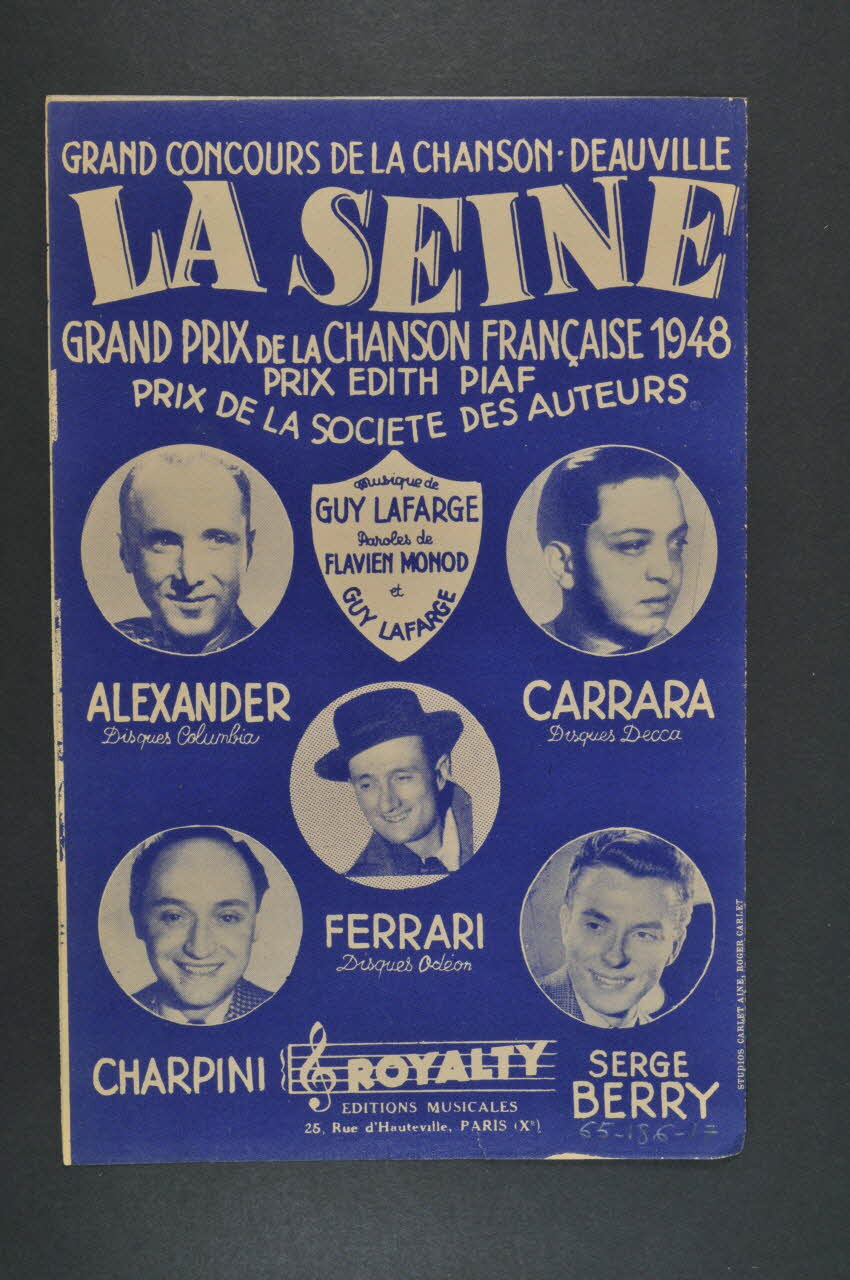 GRAND CONCOURS DE LA CHANSON · DEAUVILLE
LA SEINE
GRAND PRIX DE LA CHANSON FRANÇAISE 1948
PRIX EDITH PIAF
PRIX DE LA SOCIETE DES AUTEURS
musique de
GUY LAFARGE
Paroles de
FLAVIEN MONOD
et
GUY LAFARGE
ALEXANDER
Disques Columbia
CARRARA
Disques Decca
FERRARI
Disques Odéon
CHARPINI
ROYALTY
EDITIONS MUSICALES
25, Rue d'Hauteville, PARIS (Xe)
SERGE
BERRY
65-186-1=
STUDIOS CARLET AINE, ROGER CARLET